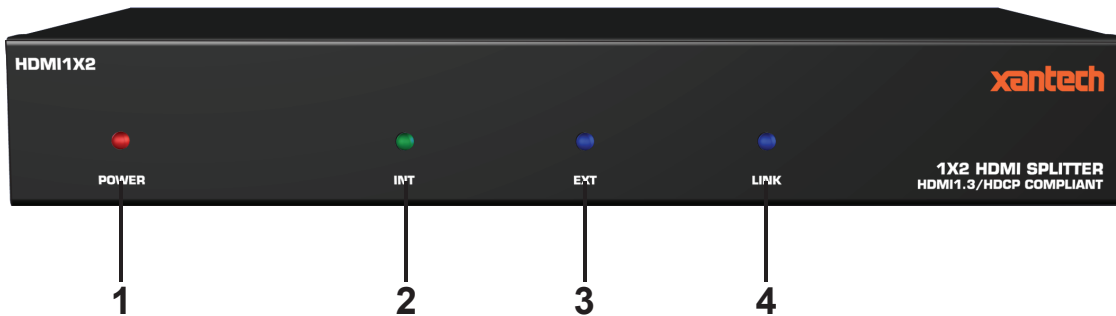 HDMI1X2
xantech
POWER
INT
EXT
LINK
1X2 HDMI SPLITTER
HDMI1.3/HDCP COMPLIANT
1
2
3
4